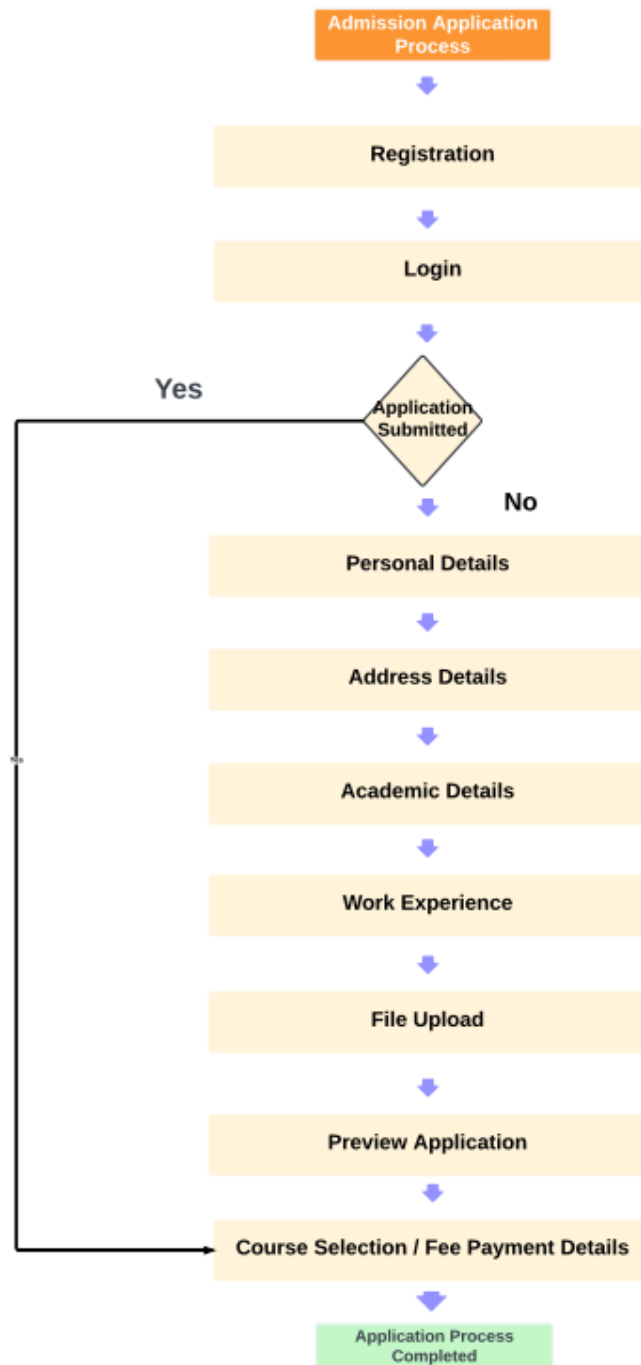 Admission Application
Process
Registration
Login
Yes
Application
Submitted
No
Personal Details
Address Details
Academic Details
Work Experience
File Upload
Preview Application
Course Selection / Fee Payment Details
Application Process
Completed